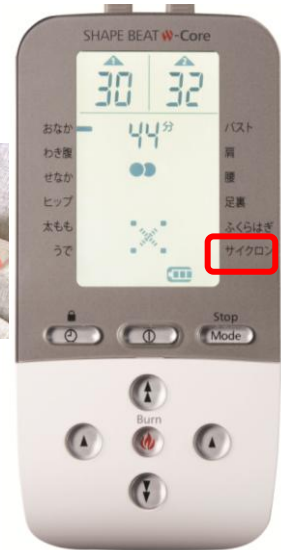 SHAPE BEAT W-Core
1 2
30 32
44分
おなか バスト
わき腹 肩
せなか 腰
ヒップ 足裏
太もも ふくらはぎ
うで サイクロン
Stop
Mode
Burn